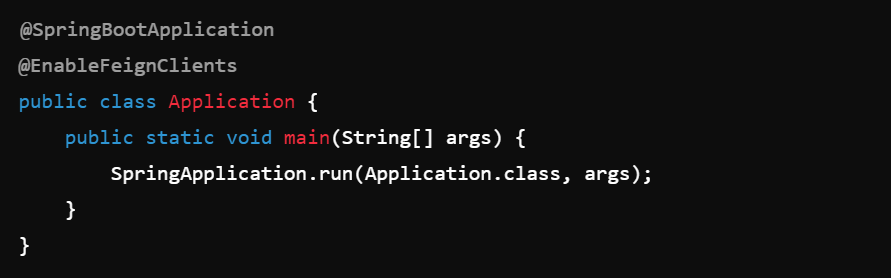 @SpringBootApplication
@EnableFeignClients
public class Application {
    public static void main(String[] args) {
        SpringApplication.run(Application.class, args);
    }
}